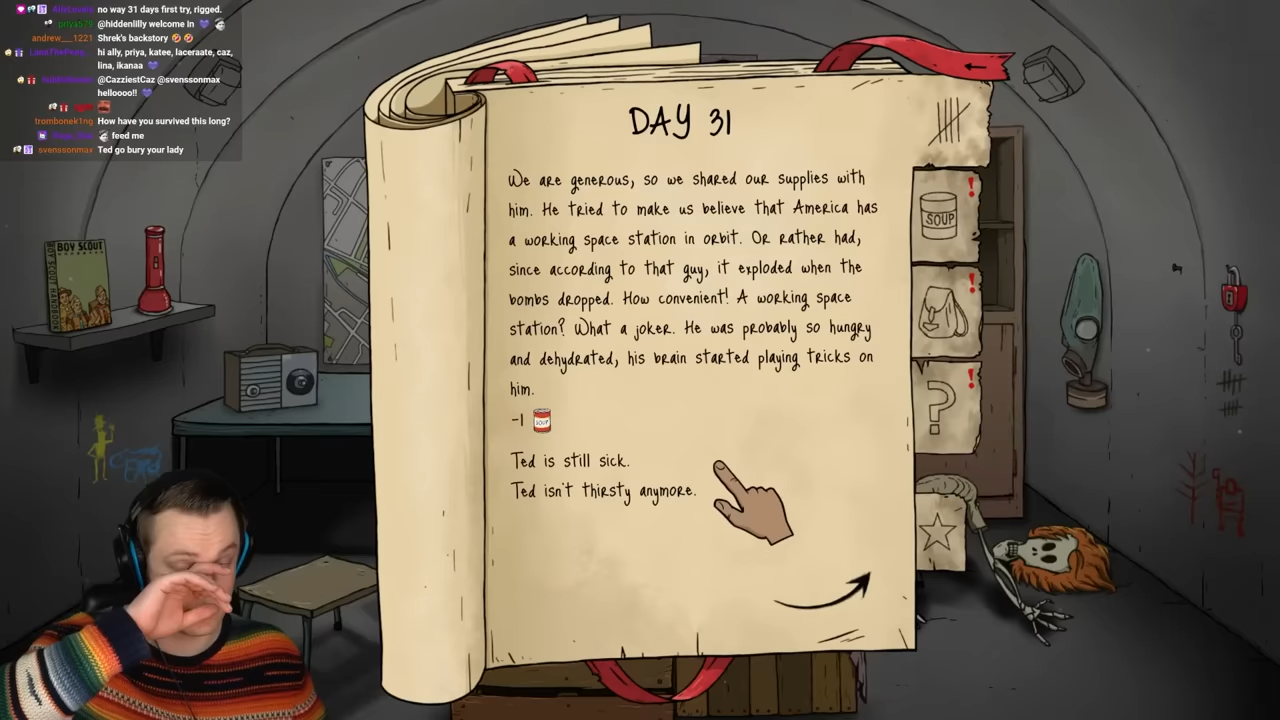 no way 31 days first try, rigged.
priya529 @hiddenlilly welcome in
andrew___1221 Shrek's backstory
hi ally, priya, katee, laceraate, caz,
lina, ikanaa
@CazziestCaz @svenssonmax
helloooo!!
trombonek1ng How have you survived this long?
feed me
svenssonmax Ted go bury your lady
BOY SCOUT
DAY 31
We are generous, so we shared our supplies with
him. He tried to make us believe that America has
a working space station in orbit. Or rather had,
since according to that guy, it exploded when the
bombs dropped. How convenient! A working space
station? What a joker. He was probably so hungry
and dehydrated, his brain started playing tricks on
him.
-1 SOUP
Ted is still sick.
Ted isn't thirsty anymore.
!
SOUP
!
!
?